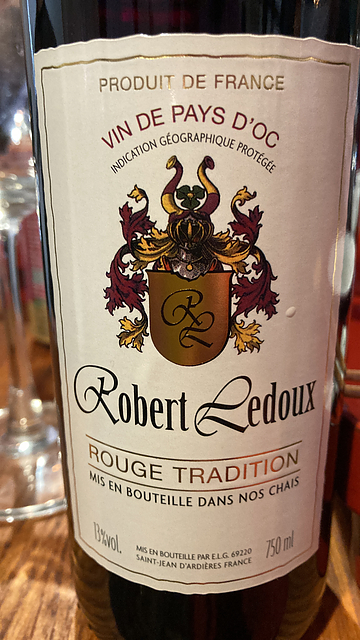 PRODUIT DE FRANCE
VIN DE PAYS D'OC
INDICATION GÉOGRAPHIQUE PROTÉGÉE
RL
Robert Ledoux
ROUGE TRADITION
MIS EN BOUTEILLE DANS NOS CHAIS
13%vol.
MIS EN BOUTEILLE PAR E.L.G. 69220
SAINT-JEAN D'ARDIÈRES FRANCE
750 ml